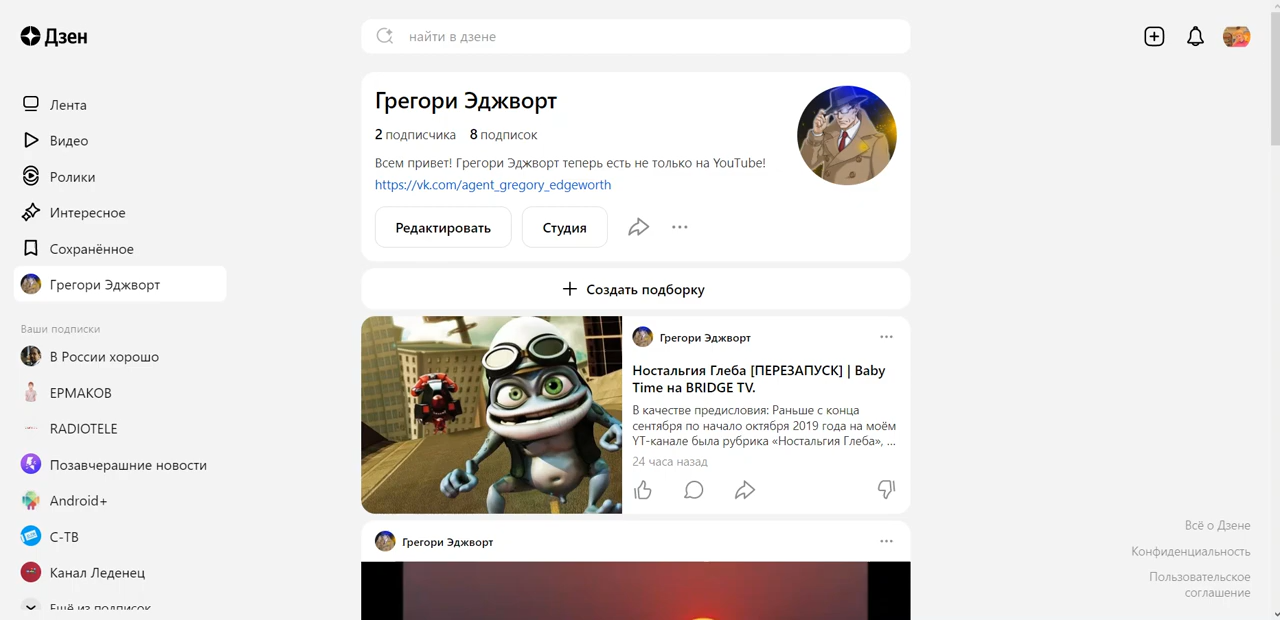 Дзен
найти в дзене
Лента
Видео
Ролики
Интересное
Сохранённое
Грегори Эджворт
Ваши подписки
В России хорошо
ЕРМАКОВ
RADIOTELE
Позавчерашние новости
Android+
С-ТВ
Канал Леденец
Ещё из подписок
Грегори Эджворт
2 подписчика 8 подписок
Всем привет! Грегори Эджворт теперь есть не только на YouTube!
https://vk.com/agent_gregory_edgeworth
Редактировать
Студия
Создать подборку
Грегори Эджворт
Ностальгия Глеба [ПЕРЕЗАПУСК] | Baby
Time на BRIDGE TV.
В качестве предисловия: Раньше с конца
сентября по начало октября 2019 года на моём
YT-канале была рубрика «Ностальгия Глеба», ...
24 часа назад
Грегори Эджворт
Всё о Дзене
Конфиденциальность
Пользовательское
соглашение